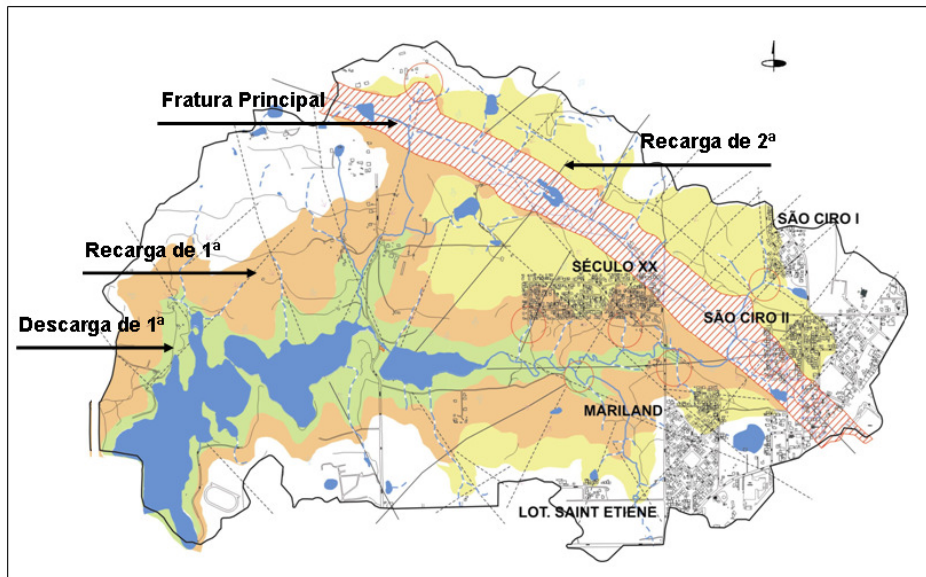 Fratura Principal
Recarga de 2ª
SÃO CIRO I
Recarga de 1ª
SÉCULO XX
Descarga de 1ª
SÃO CIRO II
MARILAND
LOT. SAINT ETIENE